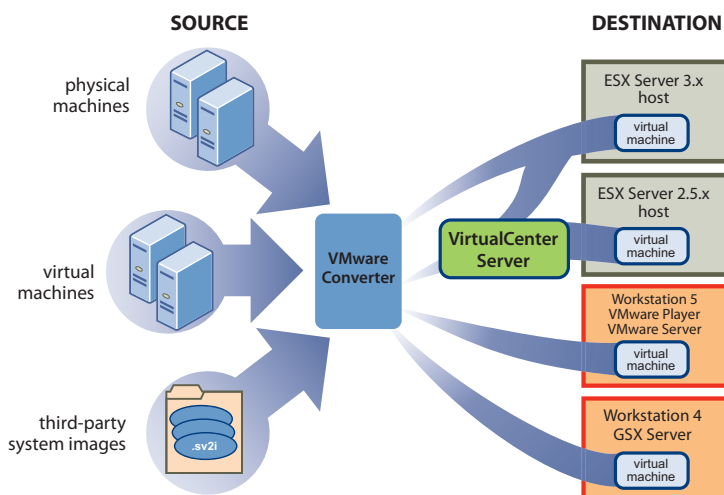 SOURCE
DESTINATION
physical
machines
virtual
machines
third-party
system images
.sv2i
VMware
Converter
VirtualCenter
Server
ESX Server 3.x
host
virtual
machine
ESX Server 2.5.x
host
virtual
machine
Workstation 5
VMware Player
VMware Server
virtual
machine
Workstation 4
GSX Server
virtual
machine